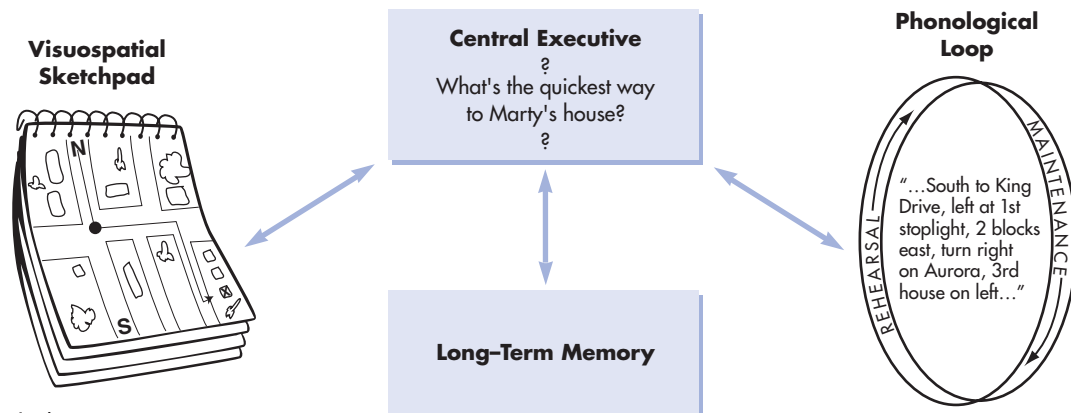 Visuospatial
Sketchpad
N
S
Central Executive
?
What's the quickest way
to Marty's house?
?
Long–Term Memory
Phonological
Loop
REHEARSAL
MAINTENANCE
“...South to King
Drive, left at 1st
stoplight, 2 blocks
east, turn right
on Aurora, 3rd
house on left...”